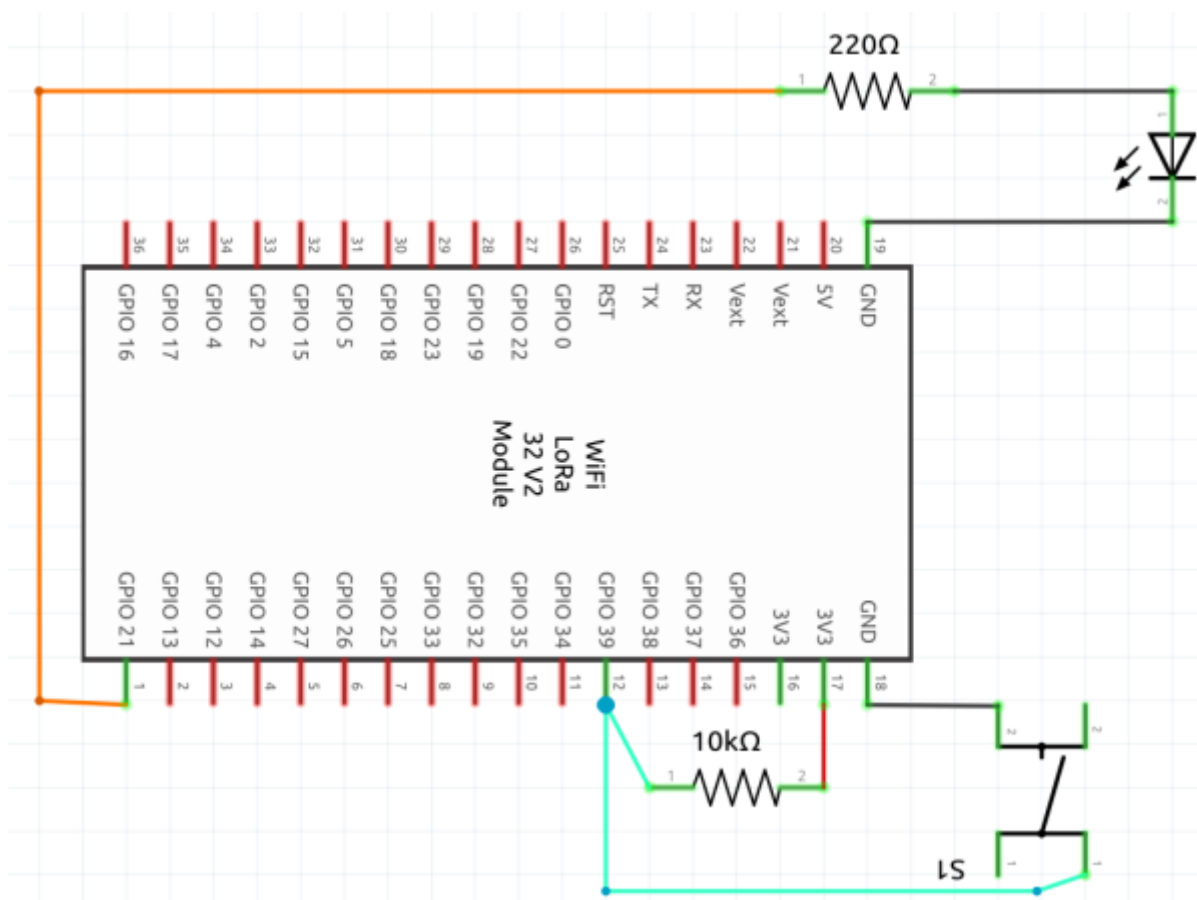 220Ω
1 2
1
2
36 35 34 33 32 31 30 29 28 27 26 25 24 23 22 21 20 19
GPIO 16
GPIO 17
GPIO 4
GPIO 2
GPIO 15
GPIO 5
GPIO 18
GPIO 23
GPIO 19
GPIO 22
GPIO 0
RST
TX
RX
Vext
Vext
5V
GND
WiFi
LoRa
32 V2
Module
GPIO 21
GPIO 13
GPIO 12
GPIO 14
GPIO 27
GPIO 26
GPIO 25
GPIO 33
GPIO 32
GPIO 35
GPIO 34
GPIO 39
GPIO 38
GPIO 37
GPIO 36
3V3
3V3
GND
1 2 3 4 5 6 7 8 9 10 11 12 13 14 15 16 17 18
10kΩ
1 2
2 2
1 1
S1